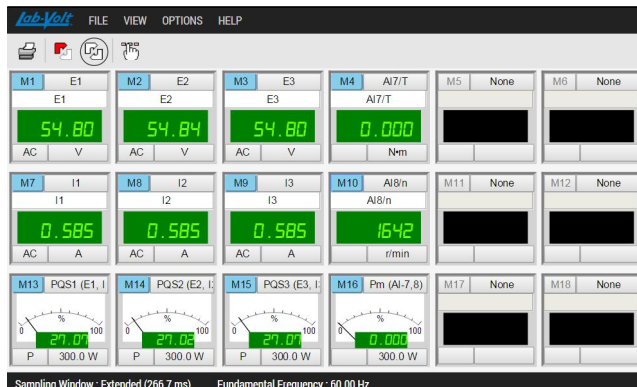 Lab-Volt FILE VIEW OPTIONS HELP
M1 E1 M2 E2 M3 E3 M4 AI7/T M5 None M6 None
E1 E2 E3 AI7/T
54.80 54.84 54.80 0.000
AC V AC V AC V N•m
M7 I1 M8 I2 M9 I3 M10 AI8/n M11 None M12 None
I1 I2 I3 AI8/n
0.585 0.585 0.585 1642
AC A AC A AC A r/min
M13 PQS1 (E1, I M14 PQS2 (E2, I: M15 PQS3 (E3, I: M16 Pm (AI-7,8) M17 None M18 None
% % % %
0 100 0 100 0 100 0 100
27.07 27.02 27.07 0.000
P 300.0 W P 300.0 W P 300.0 W 300.0 W
Sampling Window : Extended (266.7 ms) Fundamental Frequency : 60.00 Hz